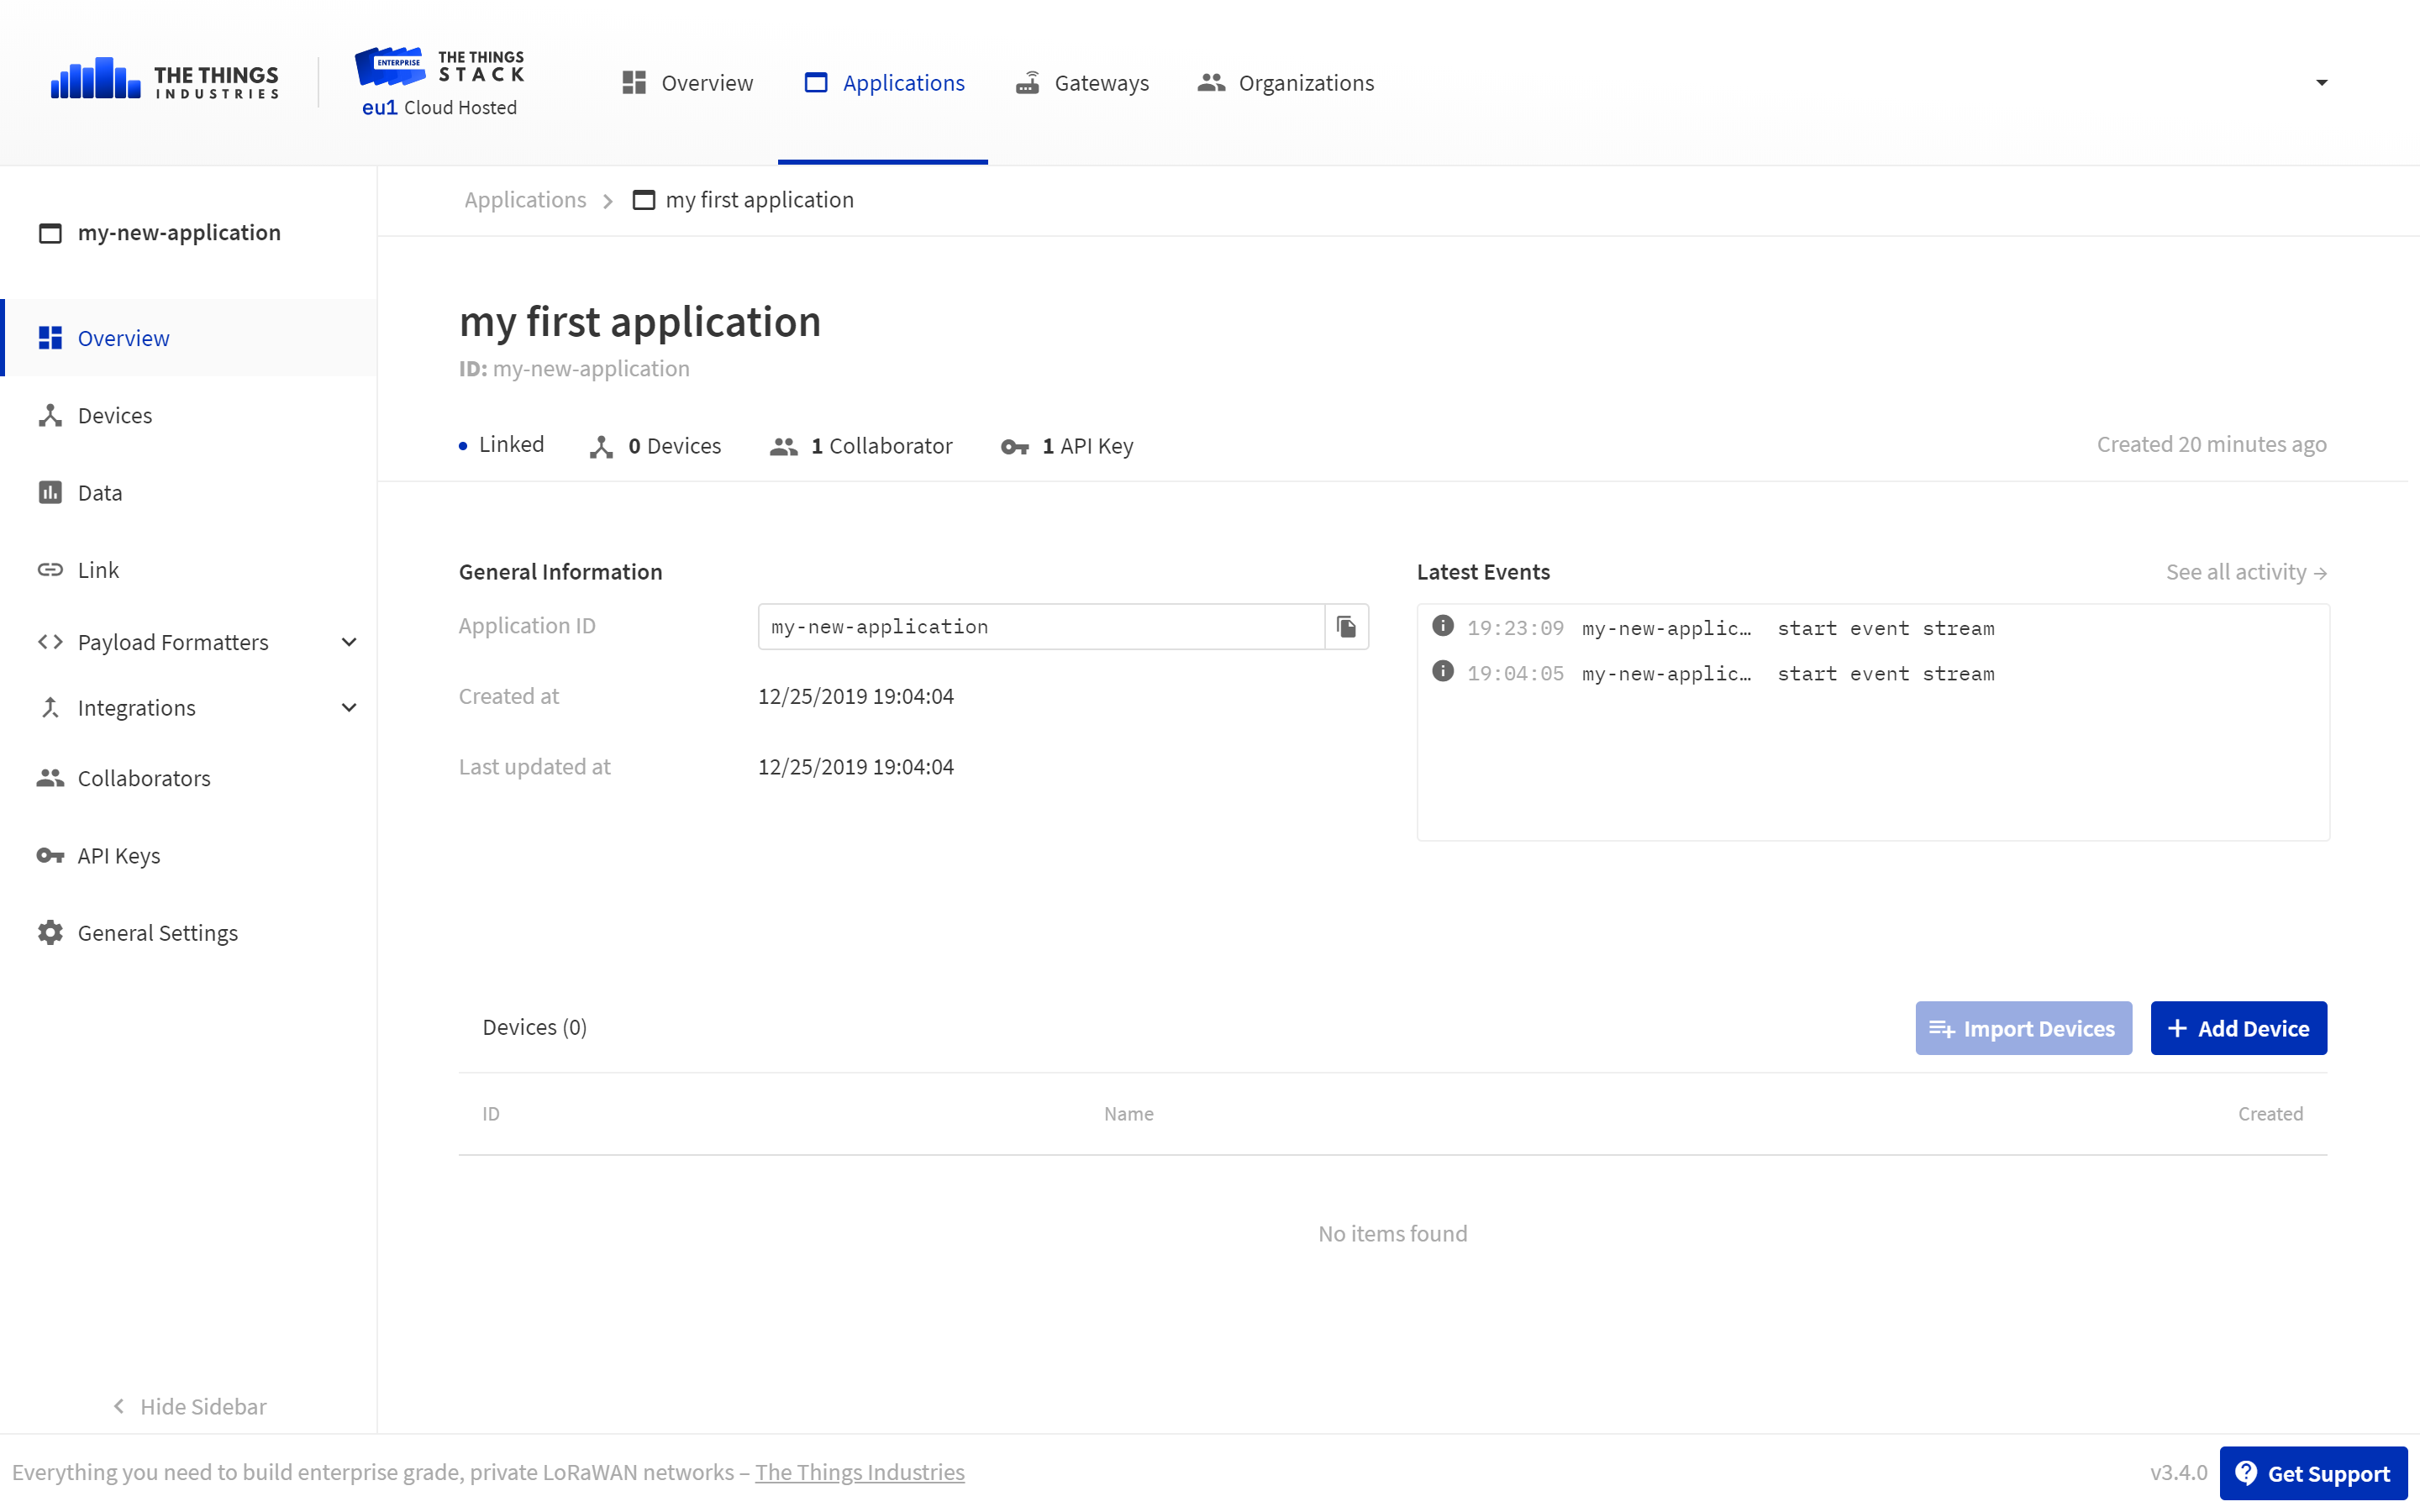 THE THINGS
INDUSTRIES
ENTERPRISE
THE THINGS
STACK
eu1 Cloud Hosted
Overview
Applications
Gateways
Organizations
my-new-application
Overview
Devices
Data
Link
Payload Formatters
Integrations
Collaborators
API Keys
General Settings
Hide Sidebar
Applications
my first application
my first application
ID: my-new-application
Linked
0 Devices
1 Collaborator
1 API Key
Created 20 minutes ago
General Information
Application ID
my-new-application
Created at
12/25/2019 19:04:04
Last updated at
12/25/2019 19:04:04
Latest Events
See all activity →
19:23:09 my-new-applic… start event stream
19:04:05 my-new-applic… start event stream
Devices (0)
Import Devices
+ Add Device
ID
Name
Created
No items found
Everything you need to build enterprise grade, private LoRaWAN networks – The Things Industries
v3.4.0
Get Support